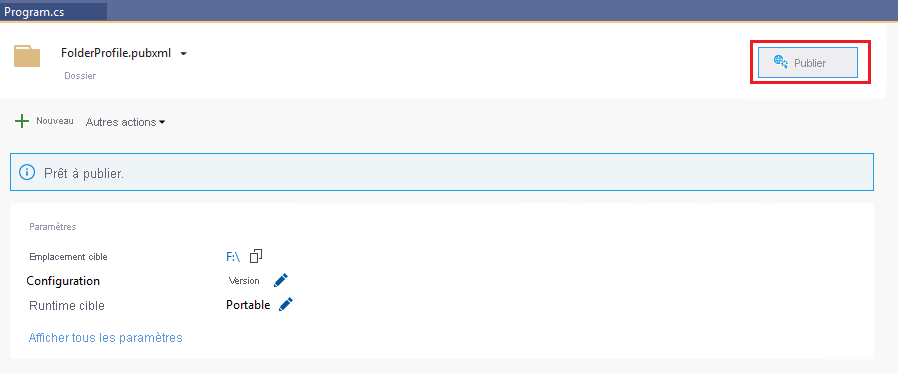 Program.cs
FolderProfile.pubxml
Dossier
Publier
Nouveau Autres actions
Prêt à publier.
Paramètres
Emplacement cible F:\
Configuration Version
Runtime cible Portable
Afficher tous les paramètres